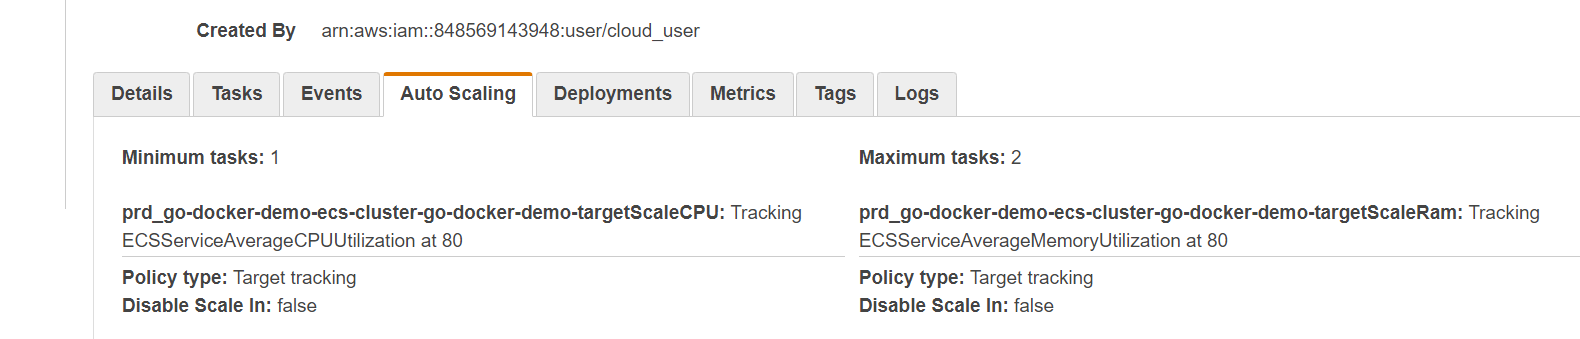 Created By arn:aws:iam::848569143948:user/cloud_user
Details Tasks Events Auto Scaling Deployments Metrics Tags Logs
Minimum tasks: 1
Maximum tasks: 2
prd_go-docker-demo-ecs-cluster-go-docker-demo-targetScaleCPU: Tracking
ECSServiceAverageCPUUtilization at 80
Policy type: Target tracking
Disable Scale In: false
prd_go-docker-demo-ecs-cluster-go-docker-demo-targetScaleRam: Tracking
ECSServiceAverageMemoryUtilization at 80
Policy type: Target tracking
Disable Scale In: false